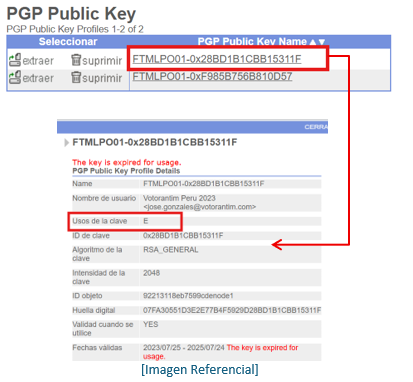 PGP Public Key
PGP Public Key Profiles 1-2 of 2
Seleccionar PGP Public Key Name ▲▼
extraer suprimir FTMLPO01-0x28BD1B1CBB15311F
extraer suprimir FTMLPO01-0xF985B756B810D57
CERRA
FTMLPO01-0x28BD1B1CBB15311F
The key is expired for usage.
PGP Public Key Profile Details
Name FTMLPO01-0x28BD1B1CBB15311F
Nombre de usuario Votorantim Peru 2023
<jose.gonzales@votorantim.com>
Usos de la clave E
ID de clave 0x28BD1B1CBB15311F
Algoritmo de la RSA_GENERAL
clave
Intensidad de la 2048
clave
ID objeto 92213118eb7599cdenode1
Huella digital 07FA30551D3E2E77B4F5929D28BD1B1CBB15311F
Validad cuando se YES
utilice
Fechas válidas 2023/07/25 - 2025/07/24 The key is expired for
usage.
[Imagen Referencial]